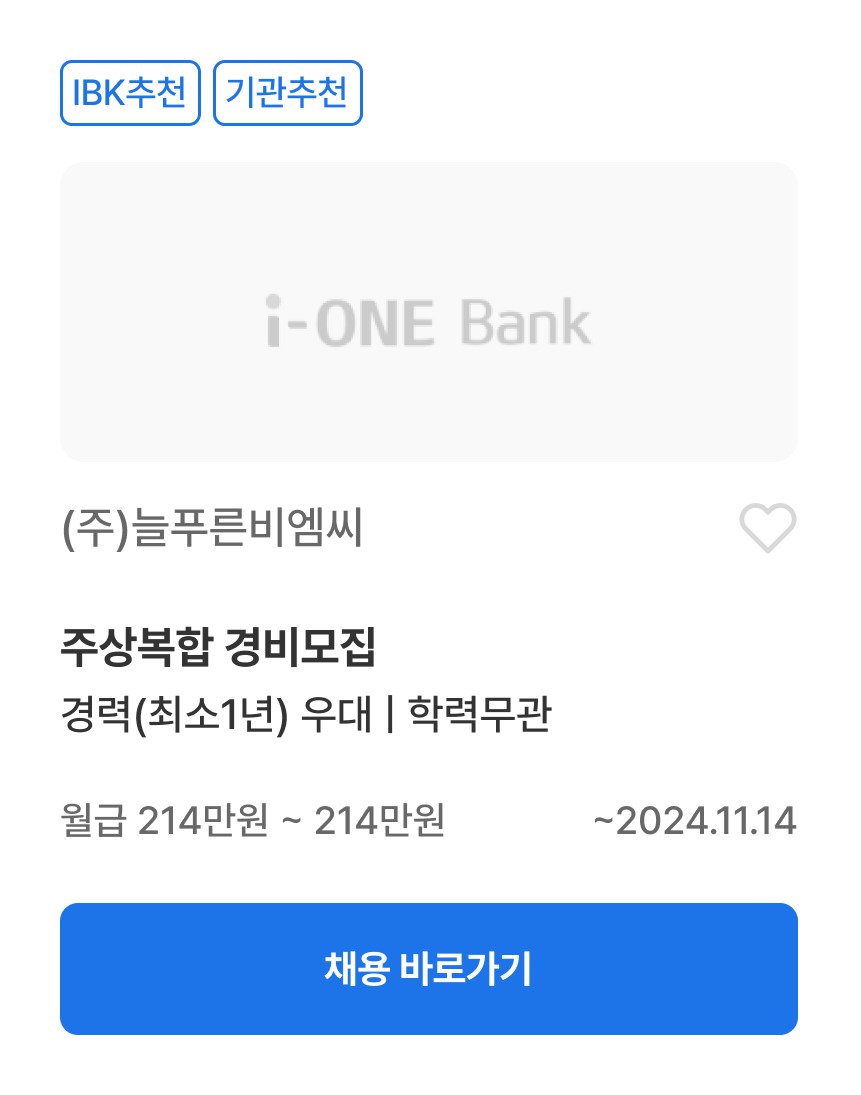 IBK추천 기관추천
i-ONE Bank
(주)늘푸른비엠씨
주상복합 경비모집
경력(최소1년) 우대 | 학력무관
월급 214만원 ~ 214만원 ~2024.11.14
채용 바로가기